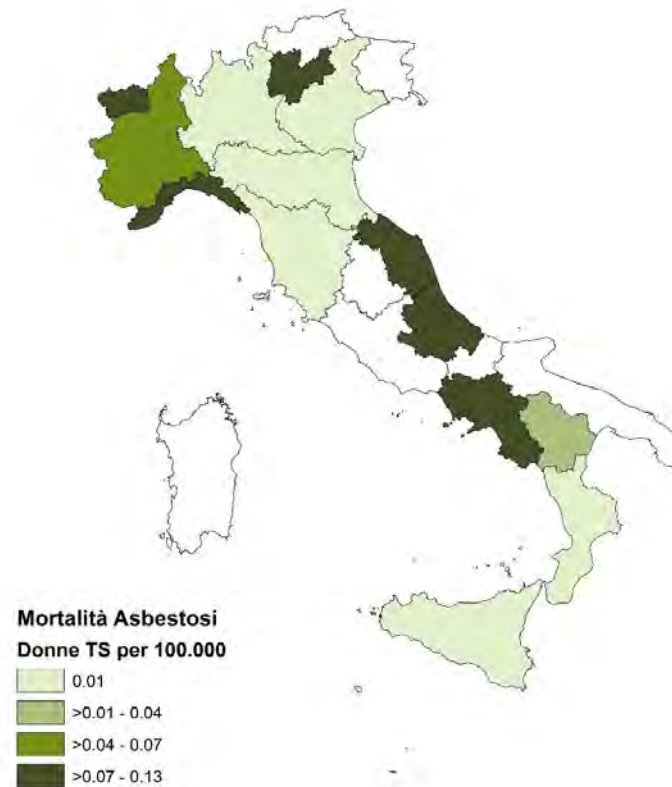 Mortalità Asbestosi
Donne TS per 100.000
0.01
>0.01 - 0.04
>0.04 - 0.07
>0.07 - 0.13